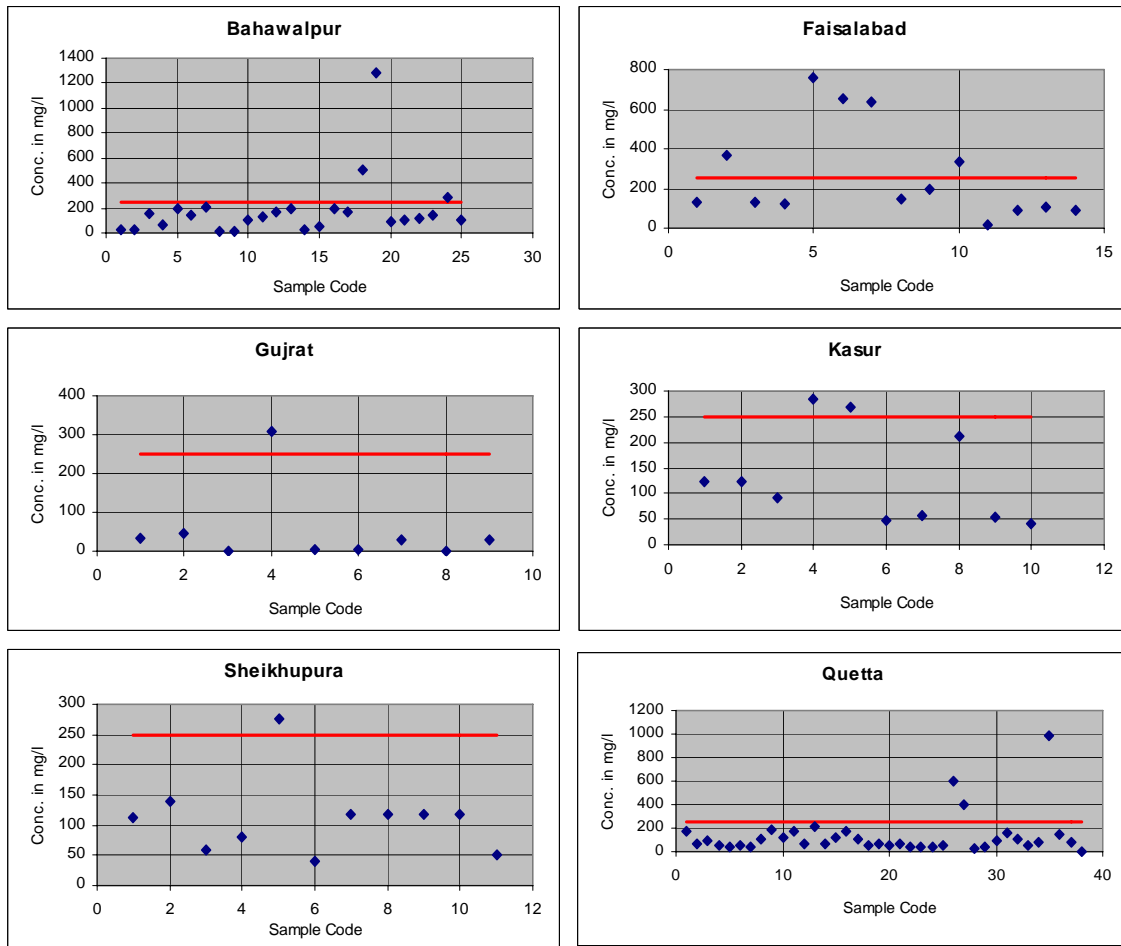 Bahawalpur
Conc. in mg/l
1400
1200
1000
800
600
400
200
0
0 5 10 15 20 25 30
Sample Code
Faisalabad
Conc. in mg/l
800
600
400
200
0
0 5 10 15
Sample Code
Gujrat
Conc. in mg/l
400
300
200
100
0
0 2 4 6 8 10
Sample Code
Kasur
Conc. in mg/l
300
250
200
150
100
50
0
0 2 4 6 8 10 12
Sample Code
Sheikhupura
Conc. in mg/l
300
250
200
150
100
50
0
0 2 4 6 8 10 12
Sample Code
Quetta
Conc. in mg/l
1200
1000
800
600
400
200
0
0 10 20 30 40
Sample Code